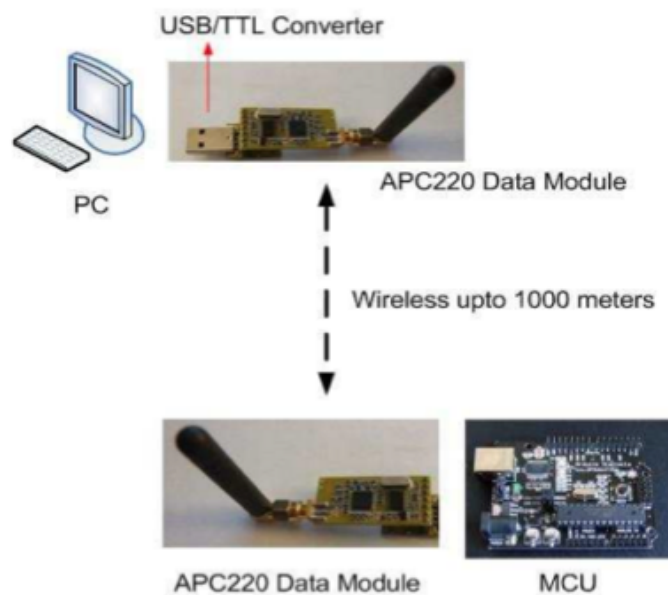 USB/TTL Converter
PC
APC220 Data Module
Wireless upto 1000 meters
APC220 Data Module
MCU